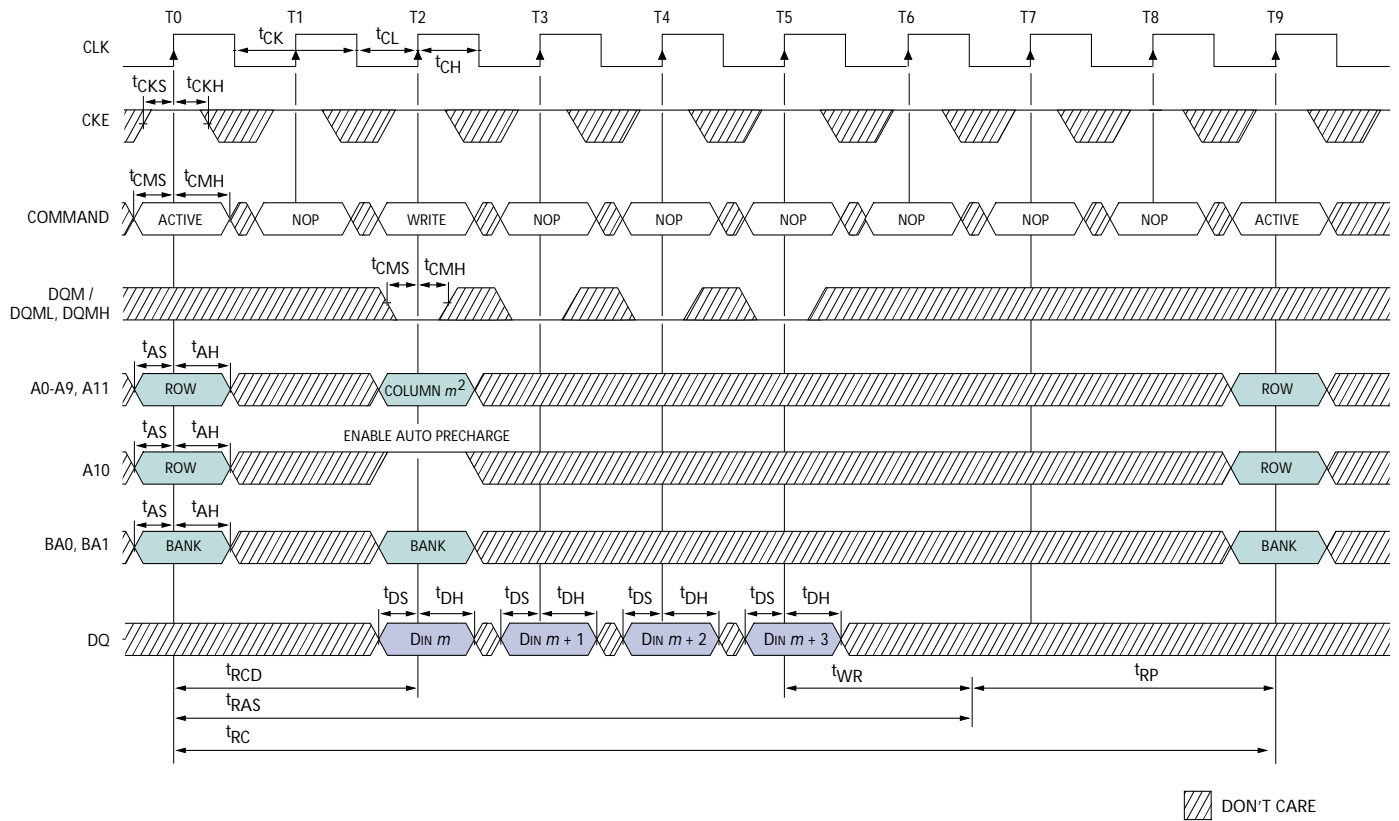 T0 T1 T2 T3 T4 T5 T6 T7 T8 T9
tCK tCL
CLK
tCH
tCKS tCKH
CKE
tCMS tCMH
COMMAND ACTIVE NOP WRITE NOP NOP NOP NOP NOP NOP ACTIVE
tCMS tCMH
DQM /
DQML, DQMH
tAS tAH
A0-A9, A11 ROW COLUMN m2 ROW
tAS tAH
ENABLE AUTO PRECHARGE
A10 ROW ROW
tAS tAH
BA0, BA1 BANK BANK BANK
tDS tDH tDS tDH tDS tDH tDS tDH
DQ DIN m DIN m + 1 DIN m + 2 DIN m + 3
tRCD tWR tRP
tRAS
tRC
DON'T CARE